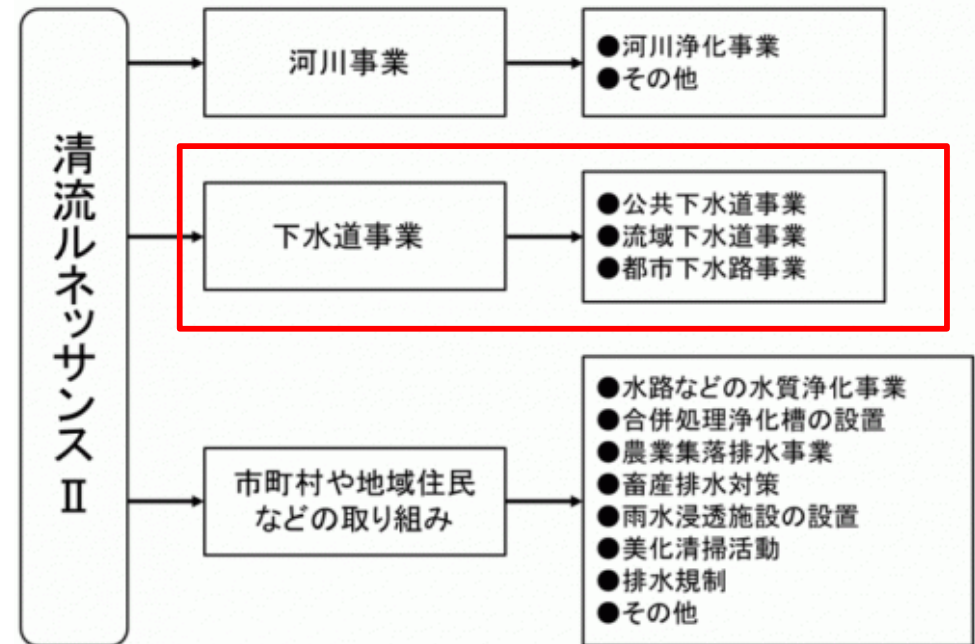 清流ルネッサンスⅡ
河川事業
●河川浄化事業
●その他
下水道事業
●公共下水道事業
●流域下水道事業
●都市下水路事業
市町村や地域住民
などの取り組み
●水路などの水質浄化事業
●合併処理浄化槽の設置
●農業集落排水事業
●畜産排水対策
●雨水浸透施設の設置
●美化清掃活動
●排水規制
●その他